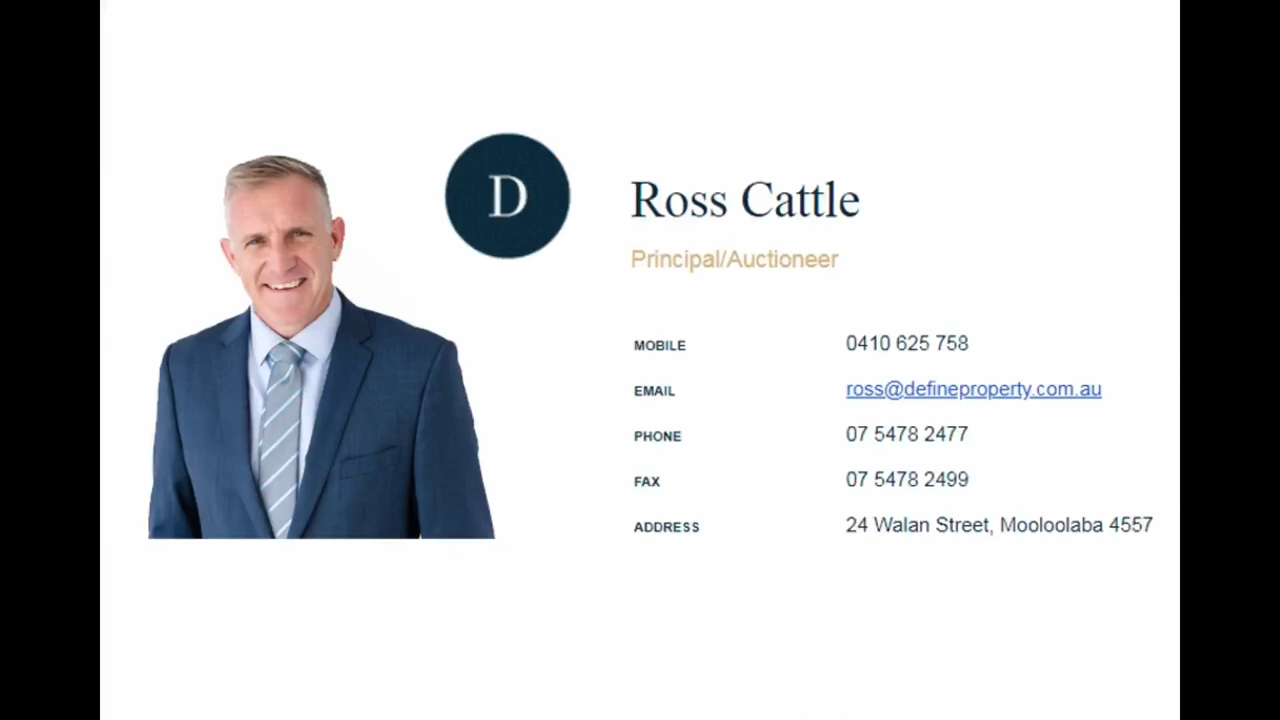 D
Ross Cattle
Principal/Auctioneer
MOBILE 0410 625 758
EMAIL ross@defineproperty.com.au
PHONE 07 5478 2477
FAX 07 5478 2499
ADDRESS 24 Walan Street, Mooloolaba 4557